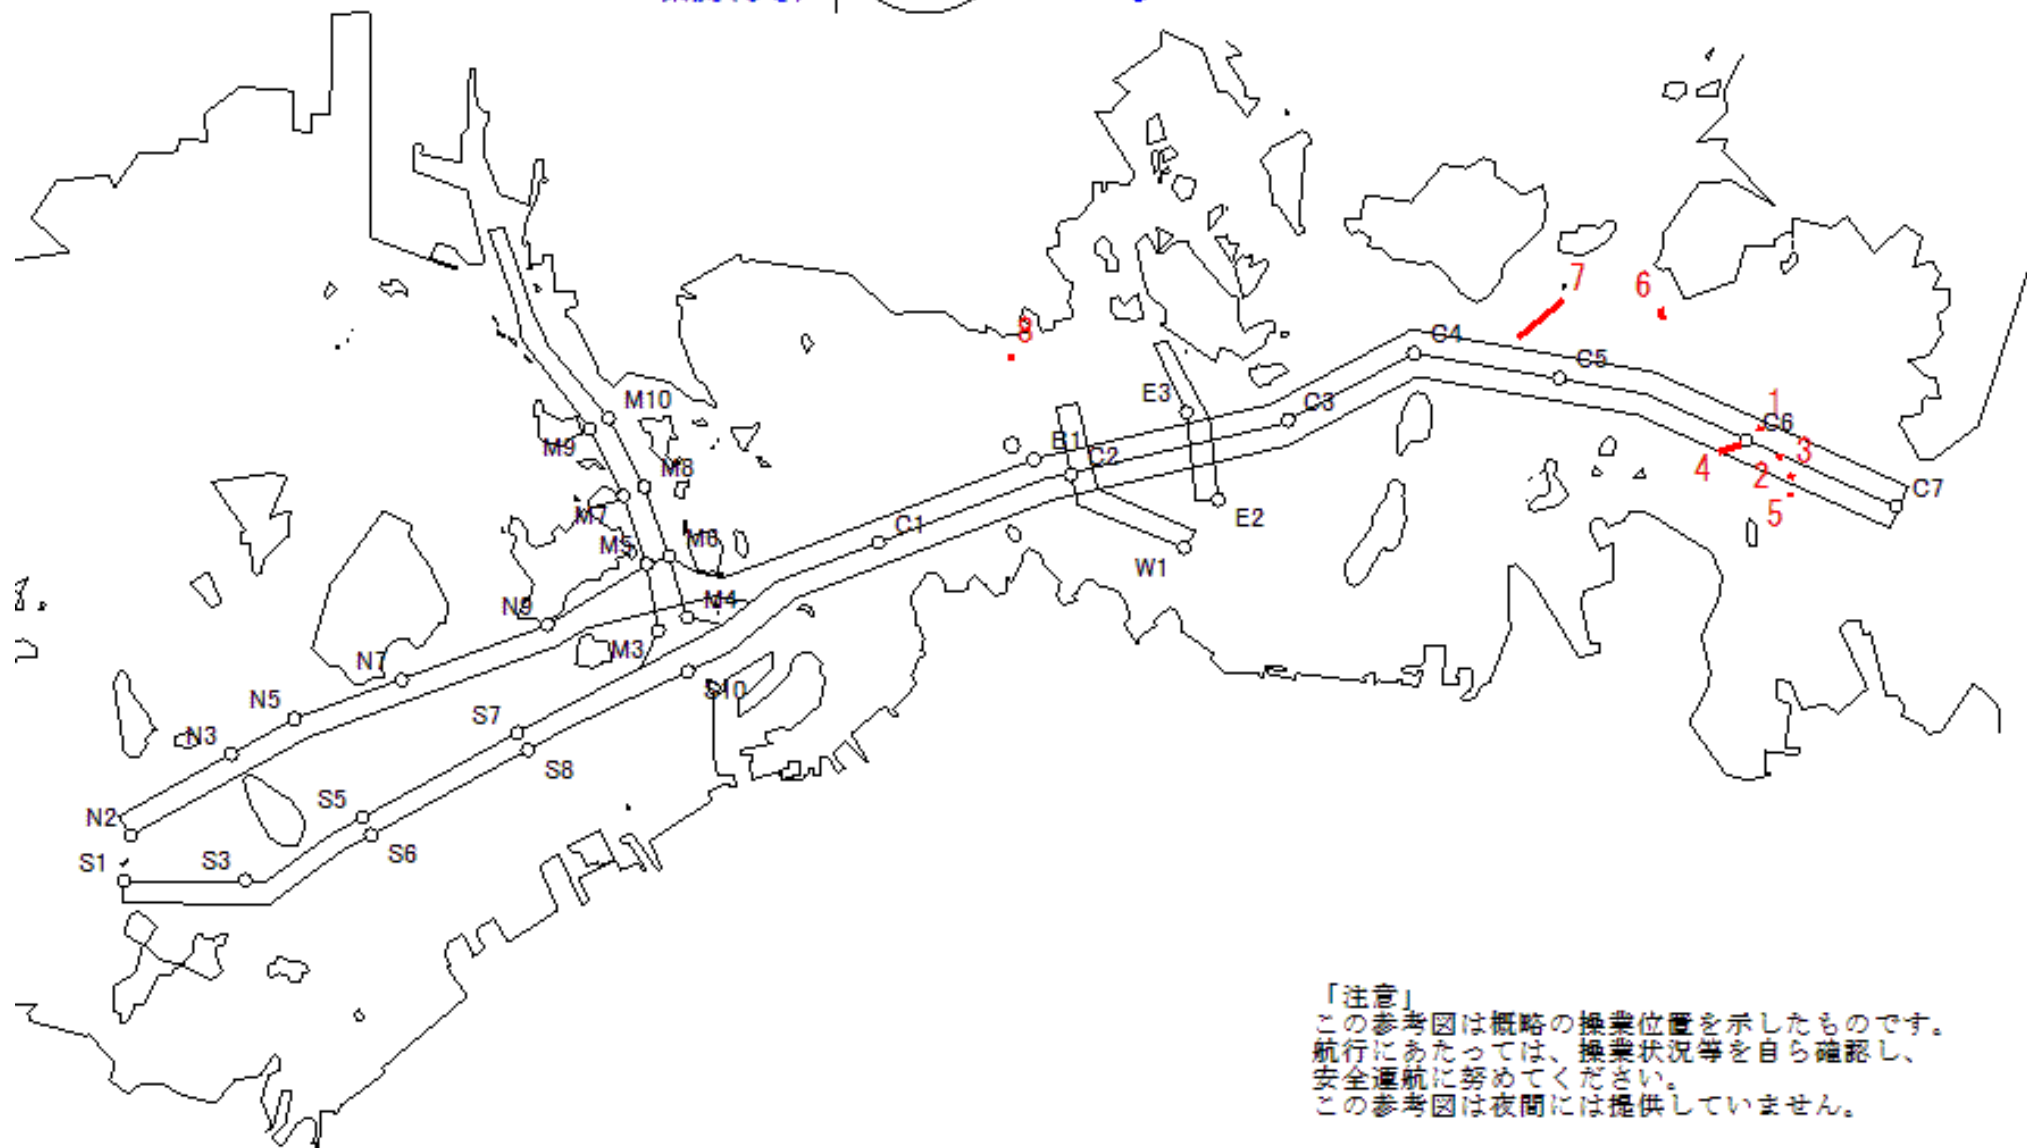 7
6
8
C4
C5
1
E3
C6
M10
C3
B1
3
M9
C2
4
2
M8
C7
M7
E2
5
C1
M5
M6
W1
N9
M4
M3
N7
S10
N5
S7
N3
S8
S5
N2
S6
S1
S3
「注意」
この参考図は概略の操業位置を示したものです。
航行にあたっては、操業状況等を自ら確認し、
安全運航に努めてください。
この参考図は夜間には提供していません。